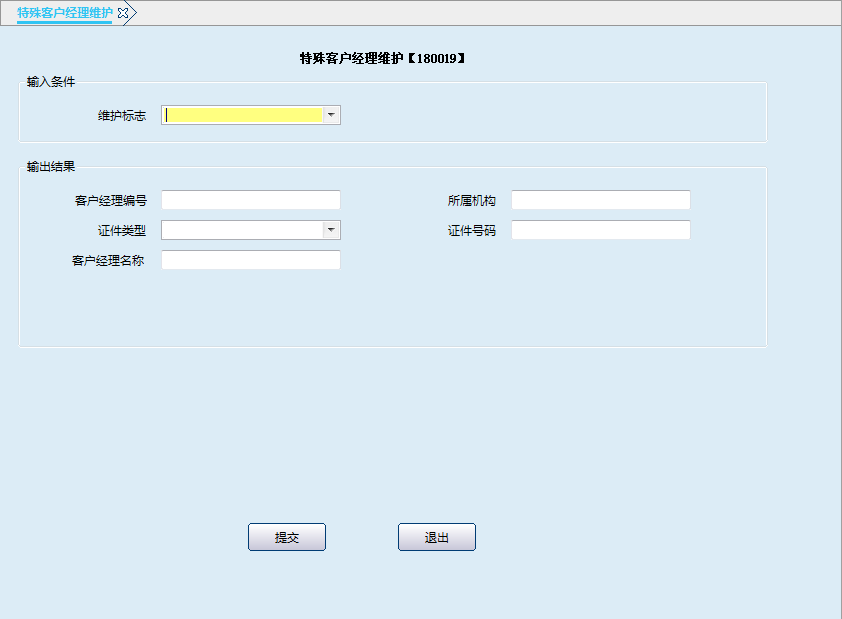 特殊客户经理维护
特殊客户经理维护【180019】
输入条件
维护标志
输出结果
客户经理编号 所属机构
证件类型 证件号码
客户经理名称
提交 退出